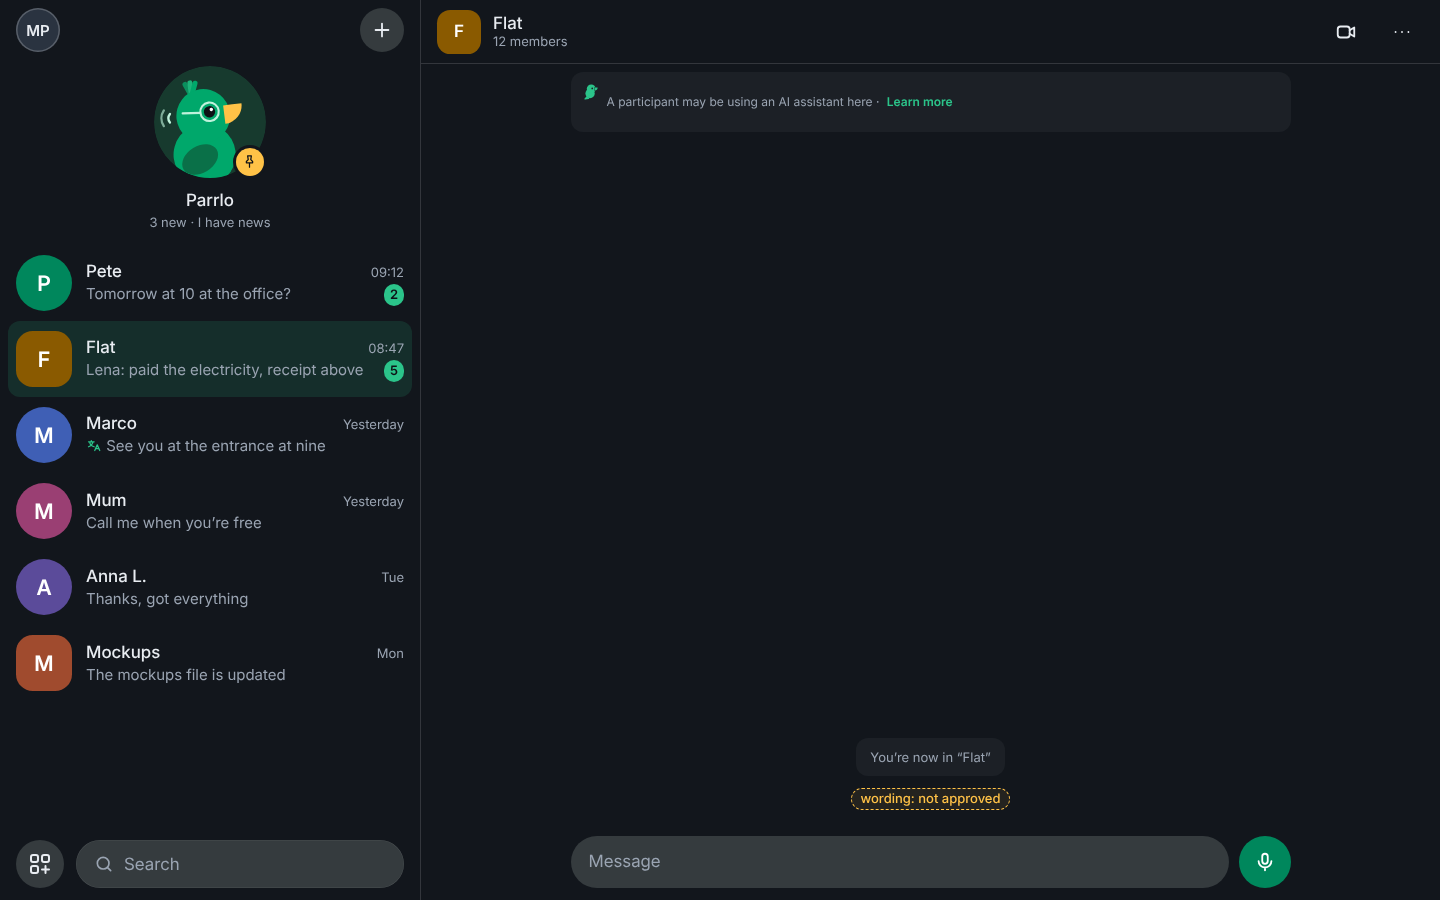 MP
Parrlo
3 new · I have news
P
Pete
09:12
Tomorrow at 10 at the office?
2
F
Flat
08:47
Lena: paid the electricity, receipt above
5
M
Marco
Yesterday
See you at the entrance at nine
M
Mum
Yesterday
Call me when you’re free
A
Anna L.
Tue
Thanks, got everything
M
Mockups
Mon
The mockups file is updated
Search
F
Flat
12 members
A participant may be using an AI assistant here · Learn more
You’re now in “Flat”
wording: not approved
Message